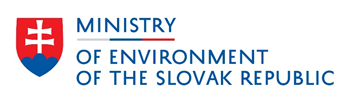 MINISTRY
OF ENVIRONMENT
OF THE SLOVAK REPUBLIC